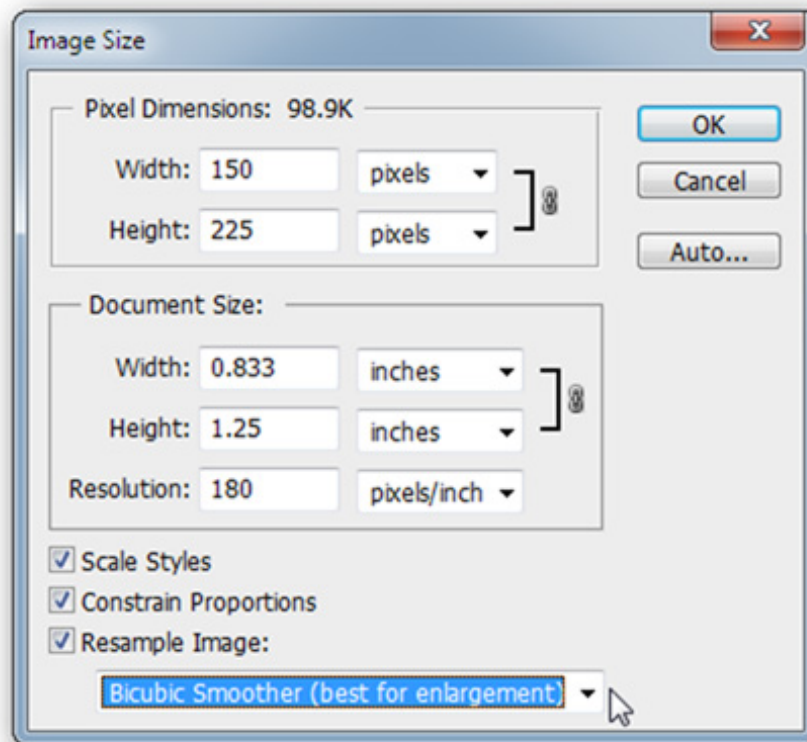 Image Size
Pixel Dimensions: 98.9K
OK
Width: 150 pixels
Cancel
Height: 225 pixels
Auto...
Document Size:
Width: 0.833 inches
Height: 1.25 inches
Resolution: 180 pixels/inch
Scale Styles
Constrain Proportions
Resample Image:
Bicubic Smoother (best for enlargement)